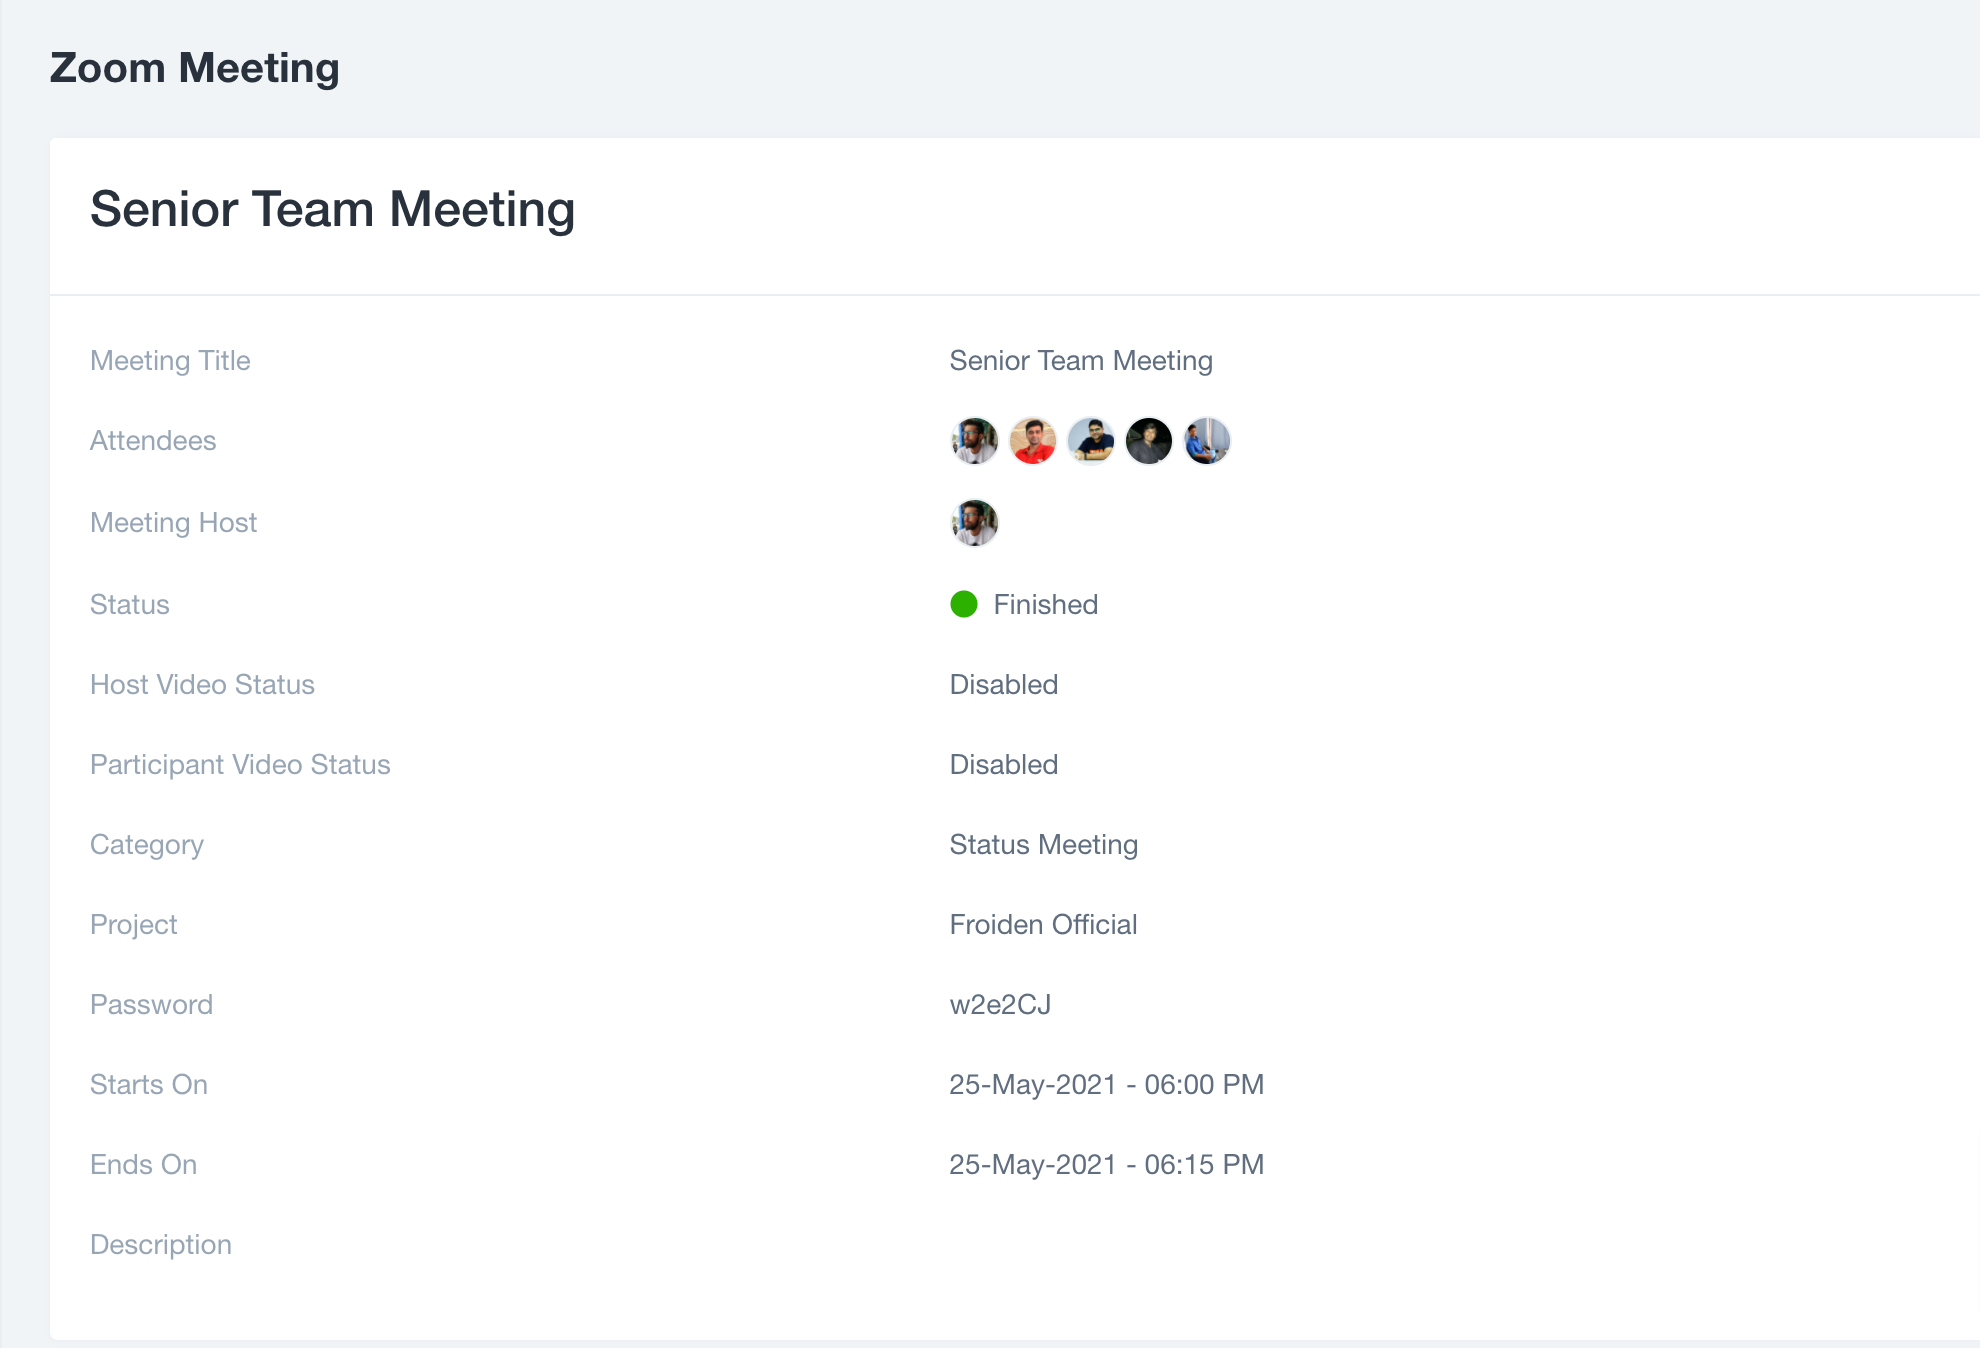 Zoom Meeting
Senior Team Meeting
Meeting Title Senior Team Meeting
Attendees
Meeting Host
Status Finished
Host Video Status Disabled
Participant Video Status Disabled
Category Status Meeting
Project Froiden Official
Password w2e2CJ
Starts On 25-May-2021 - 06:00 PM
Ends On 25-May-2021 - 06:15 PM
Description